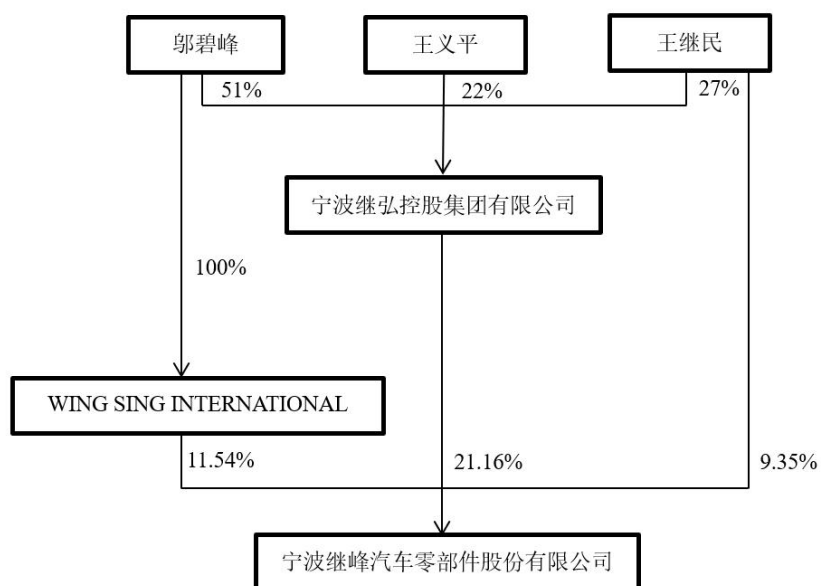 邬碧峰
王义平
王继民
51%
22%
27%
宁波继弘控股集团有限公司
100%
WING SING INTERNATIONAL
11.54%
21.16%
9.35%
宁波继峰汽车零部件股份有限公司